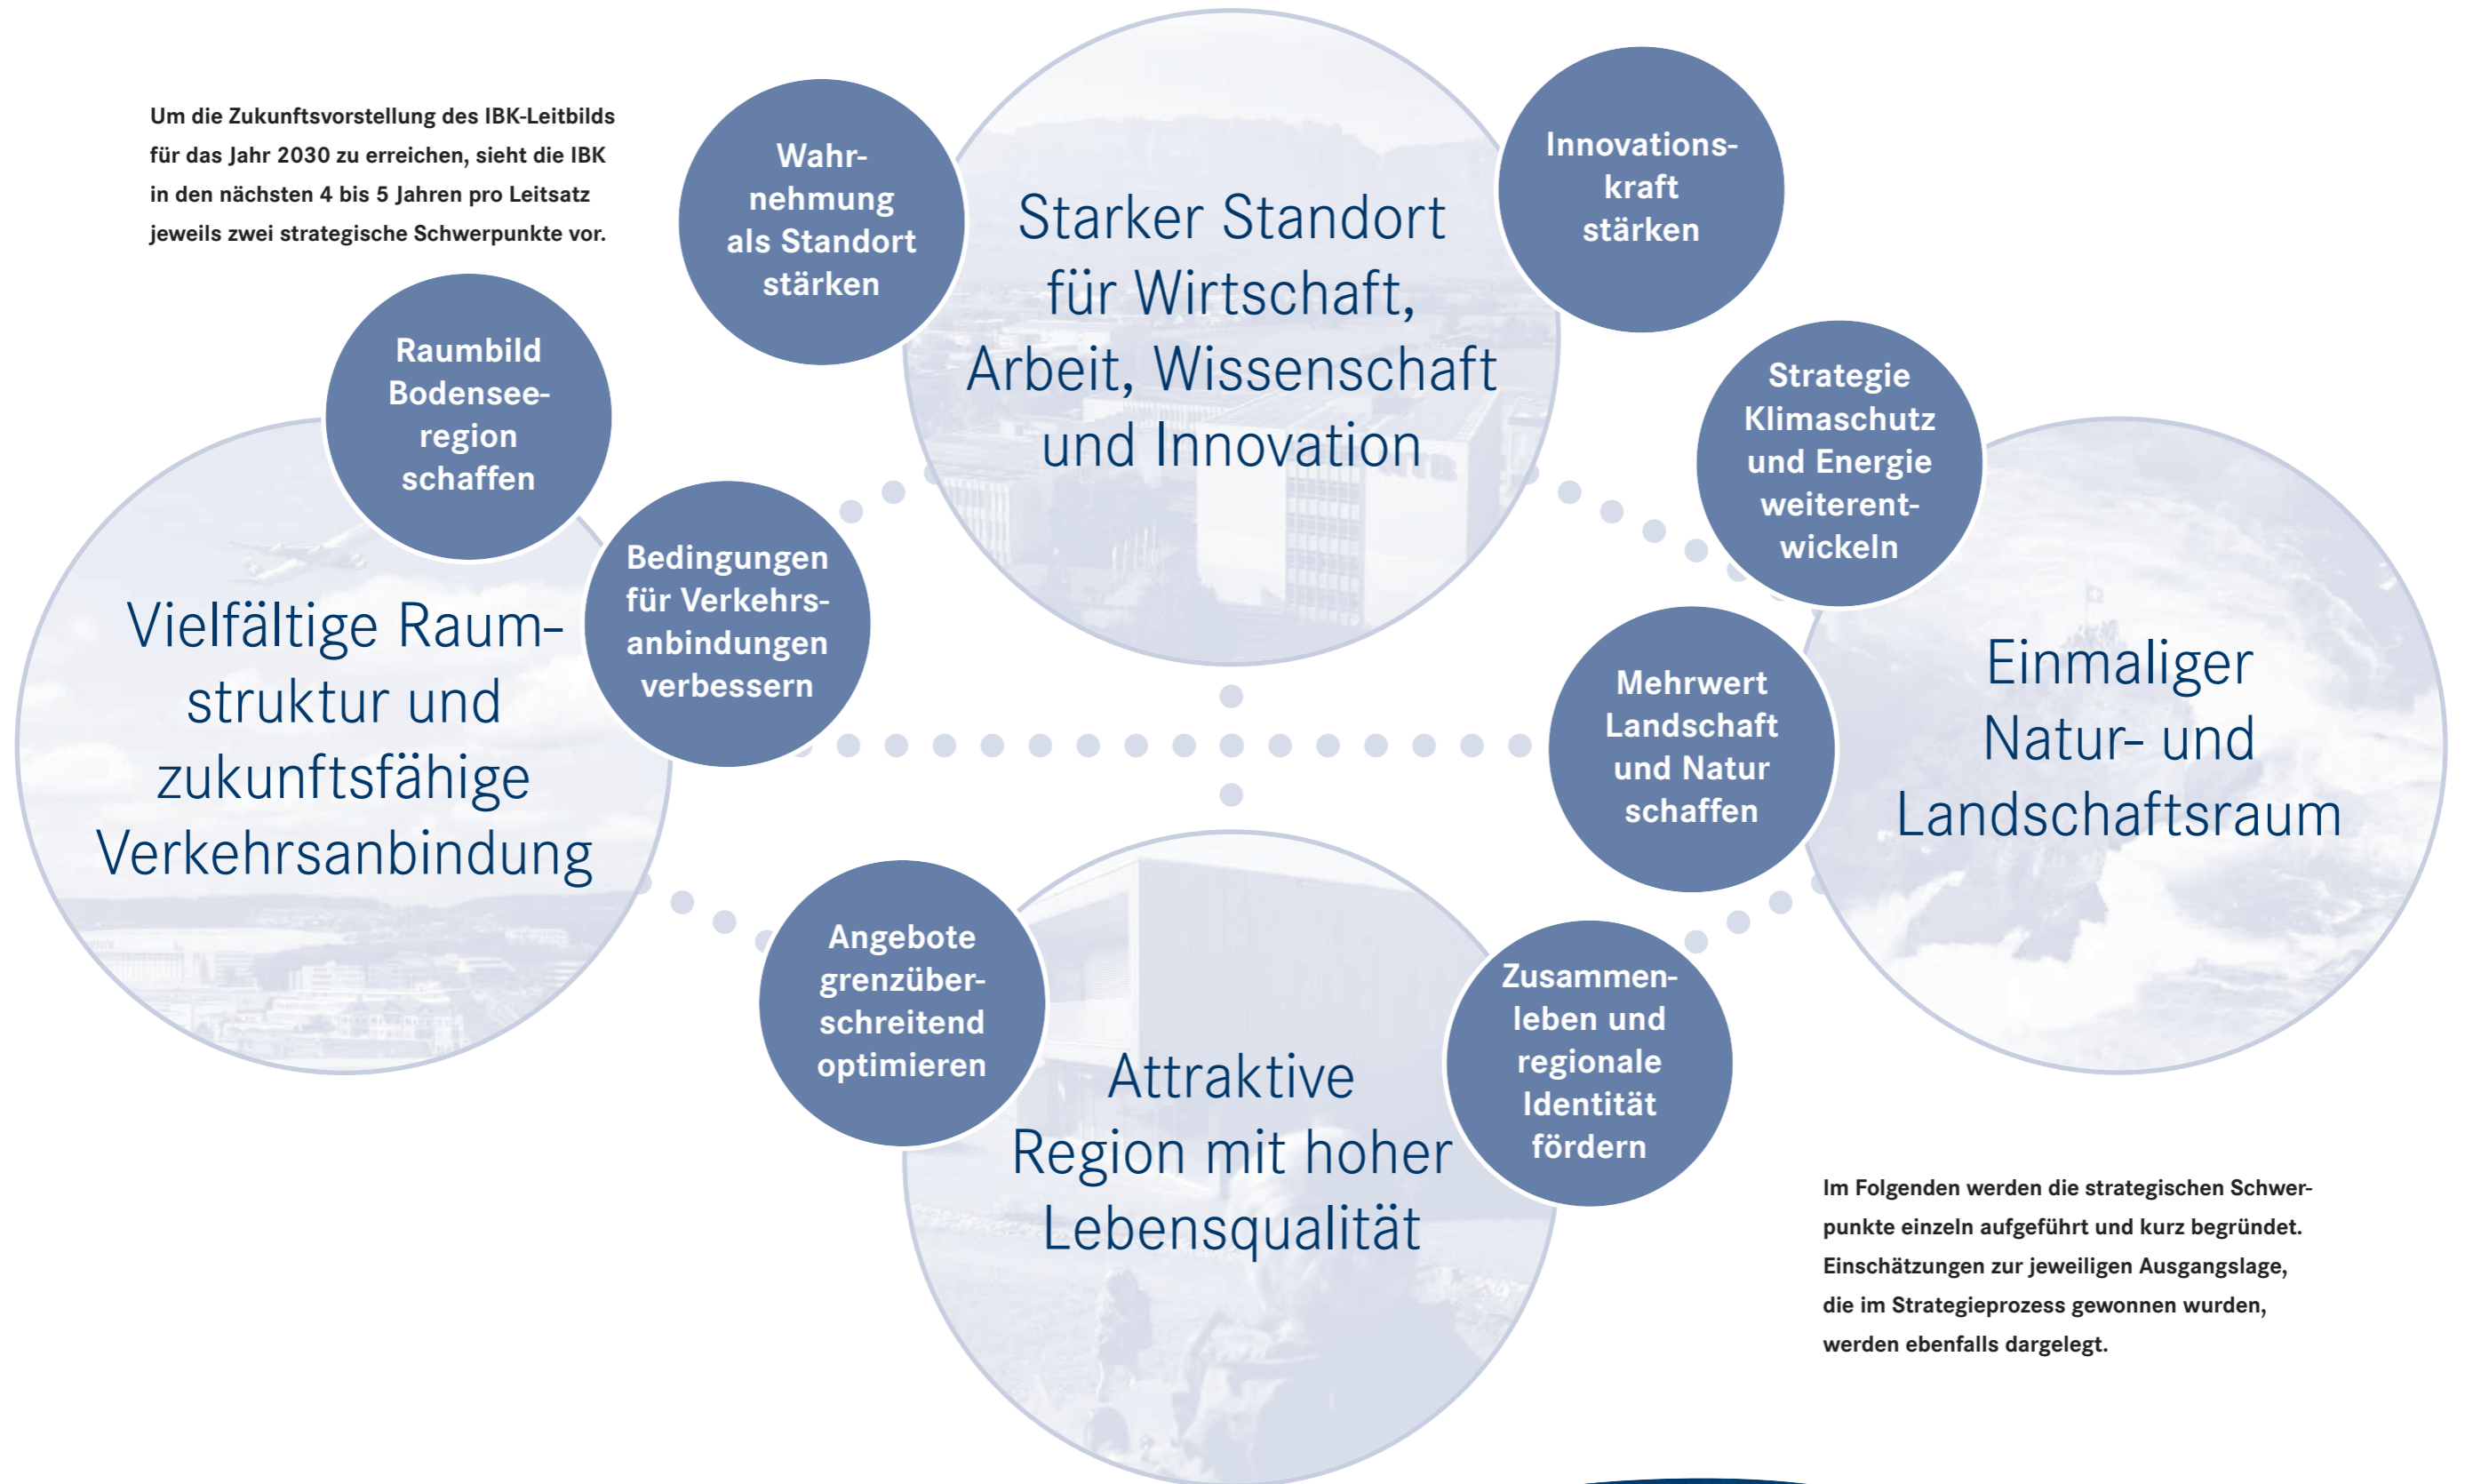 Um die Zukunftsvorstellung des IBK-Leitbilds
für das Jahr 2030 zu erreichen, sieht die IBK
in den nächsten 4 bis 5 Jahren pro Leitsatz
jeweils zwei strategische Schwerpunkte vor.
Wahr-
nehmung
als Standort
stärken
Starker Standort
für Wirtschaft,
Arbeit, Wissenschaft
und Innovation
Innovations-
kraft
stärken
Raumbild
Bodensee-
region
schaffen
Bedingungen
für Verkehrs-
anbindungen
verbessern
Vielfältige Raum-
struktur und
zukunftsfähige
Verkehrsanbindung
Strategie
Klimaschutz
und Energie
weiterent-
wickeln
Mehrwert
Landschaft
und Natur
schaffen
Einmaliger
Natur- und
Landschaftsraum
Angebote
grenzüber-
schreitend
optimieren
Attraktive
Region mit hoher
Lebensqualität
Zusammen-
leben und
regionale
Identität
fördern
Im Folgenden werden die strategischen Schwer-
punkte einzeln aufgeführt und kurz begründet.
Einschätzungen zur jeweiligen Ausgangslage,
die im Strategieprozess gewonnen wurden,
werden ebenfalls dargelegt.